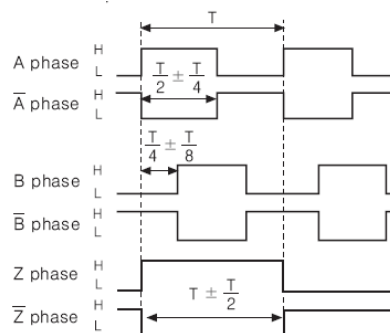 T
A phase H
L
T/2 ± T/4
A̅ phase H
L
T/4 ± T/8
B phase H
L
B̅ phase H
L
Z phase H
L
T ± T/2
Z̅ phase H
L